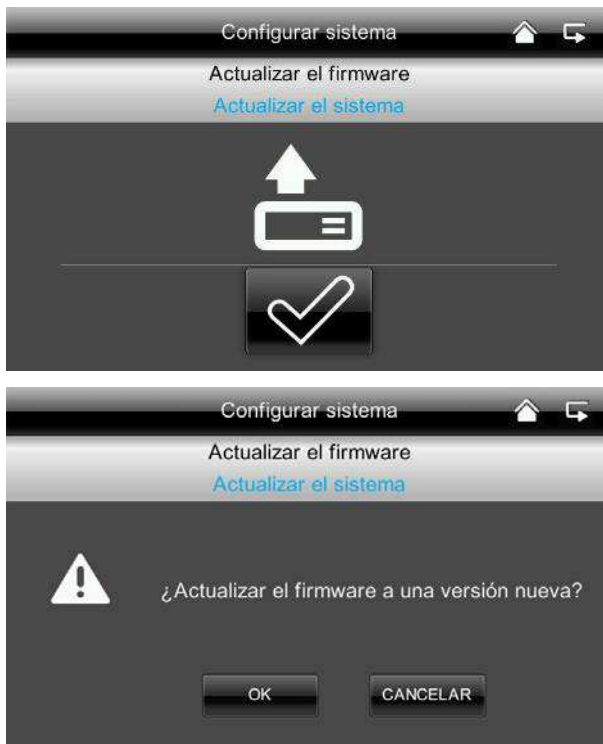 Configurar sistema
Actualizar el firmware
Actualizar el sistema
Configurar sistema
Actualizar el firmware
Actualizar el sistema
¿Actualizar el firmware a una versión nueva?
OK
CANCELAR